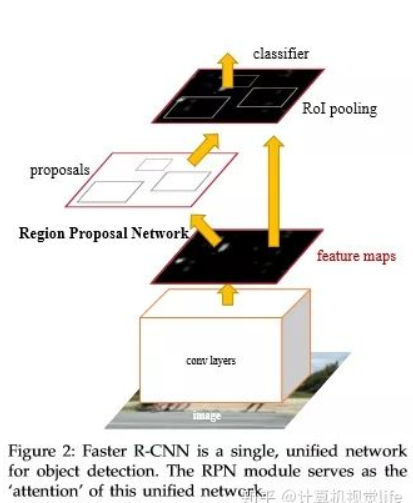 classifier
RoI pooling
proposals
Region Proposal Network
feature maps
conv layers
image
Figure 2: Faster R-CNN is a single, unified network
for object detection. The RPN module serves as the
‘attention’ of this unified network.
知乎 @计算机视觉life